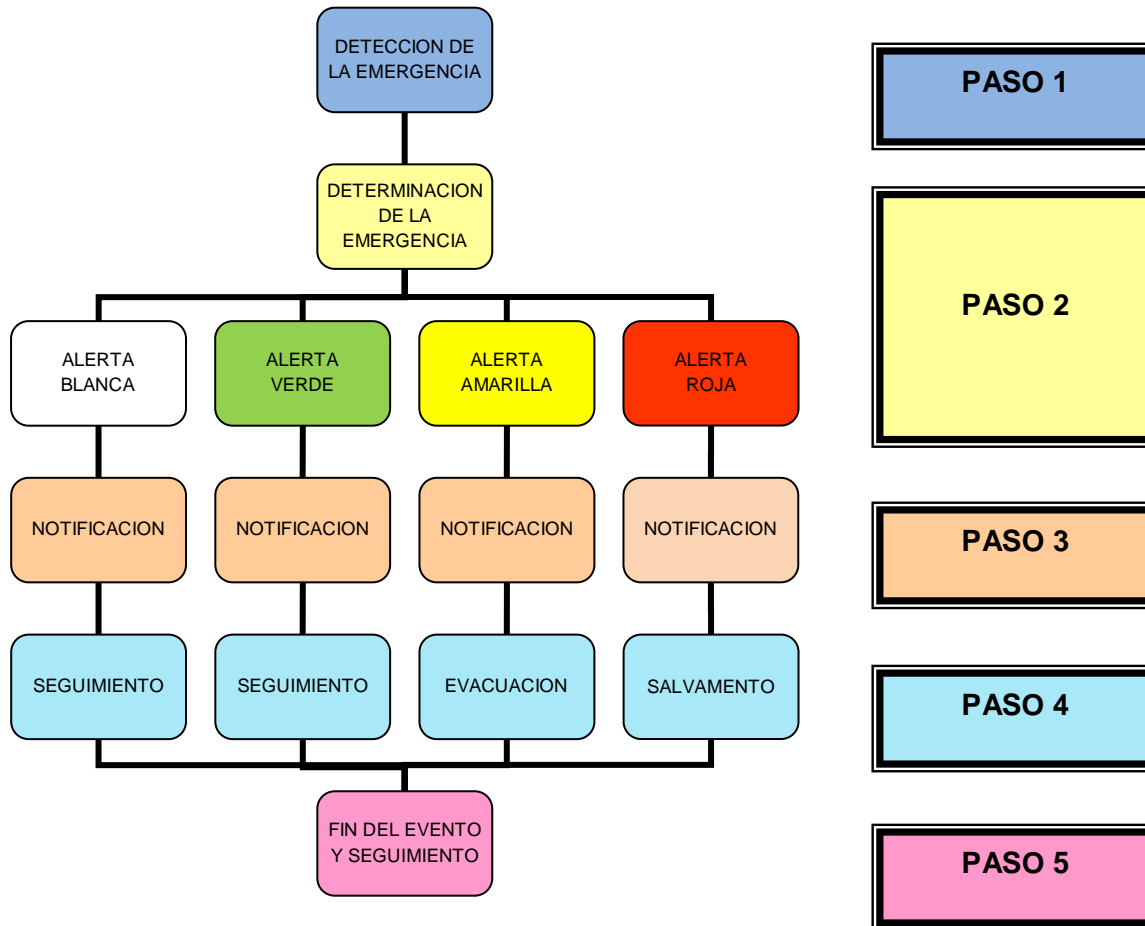 DETECCION DE
LA EMERGENCIA
PASO 1
DETERMINACION
DE LA
EMERGENCIA
PASO 2
ALERTA
BLANCA
ALERTA
VERDE
ALERTA
AMARILLA
ALERTA
ROJA
NOTIFICACION
NOTIFICACION
NOTIFICACION
NOTIFICACION
PASO 3
SEGUIMIENTO
SEGUIMIENTO
EVACUACION
SALVAMENTO
PASO 4
FIN DEL EVENTO
Y SEGUIMIENTO
PASO 5